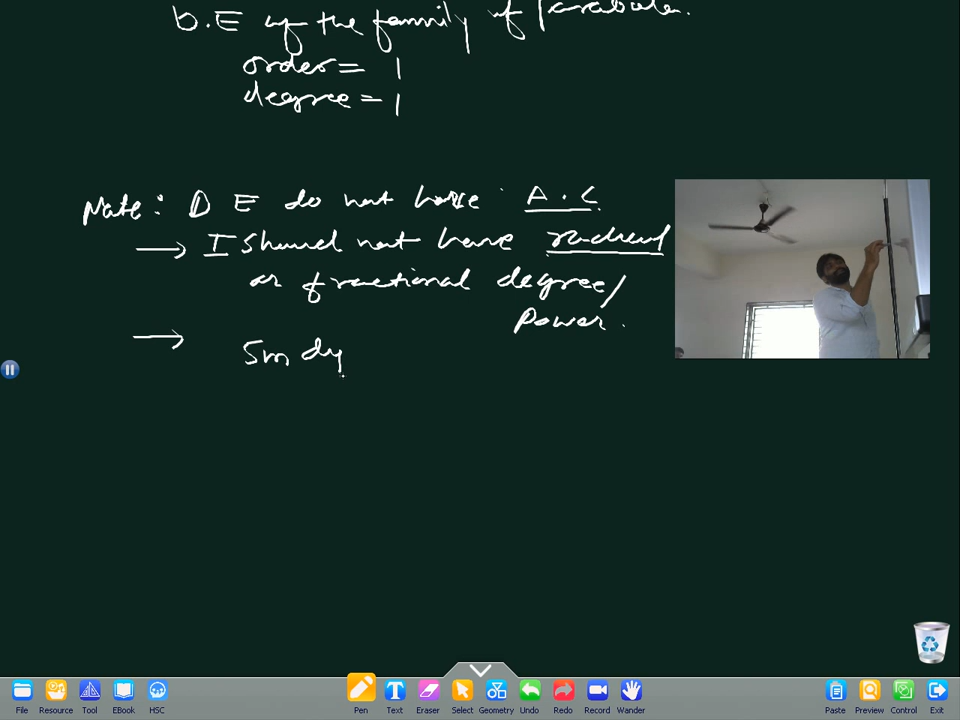 D.E of the family of Parabola.
order = 1
degree = 1
Note: D E do not have A.C.
→ I should not have radical
or fractional degree/
Power.
→
Sin dy
File Resource Tool EBook HSC Pen Text Eraser Select Geometry Undo Redo Record Wander Paste Preview Control Exit